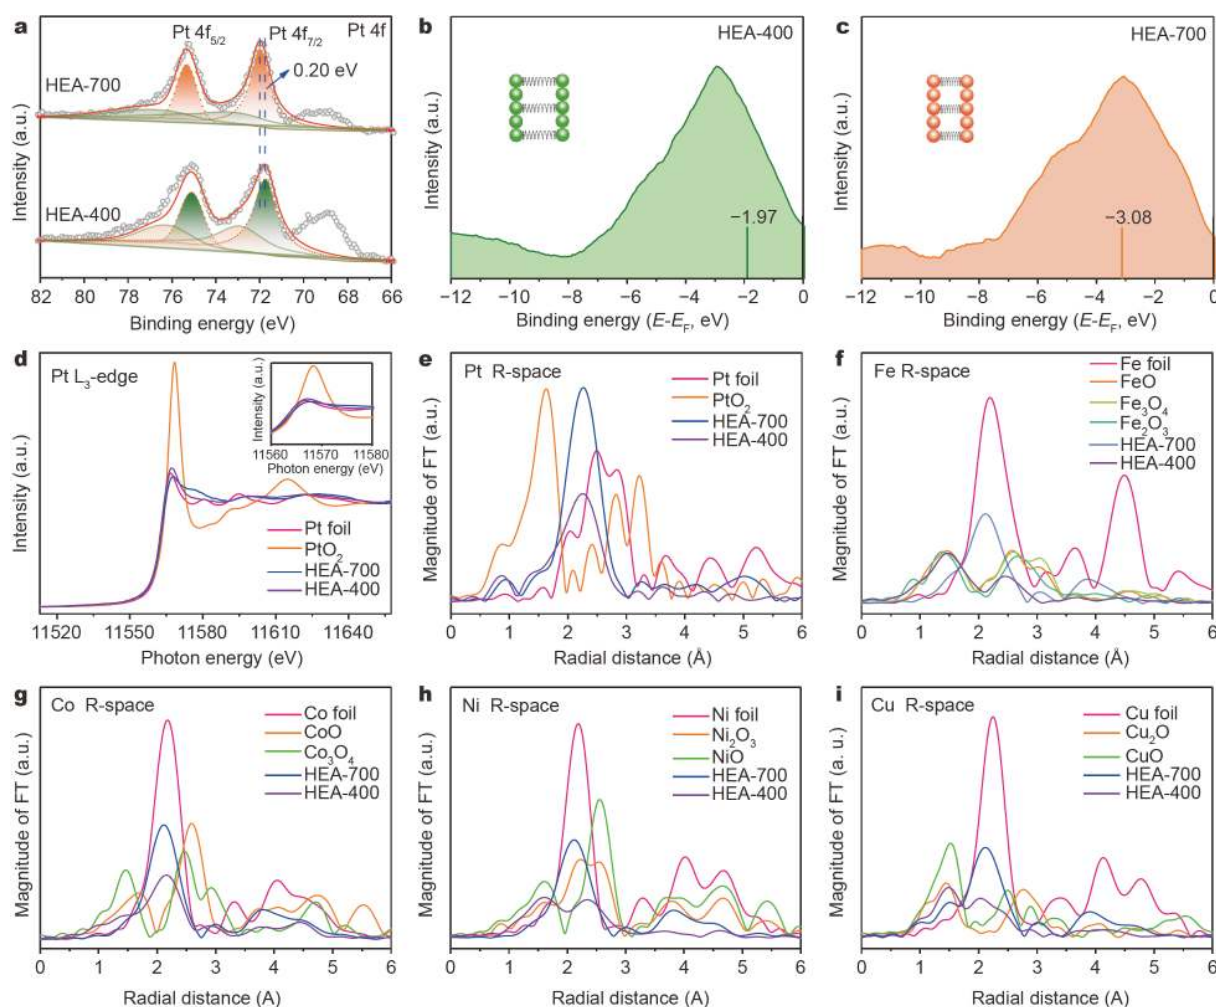 a
Pt 4f5/2
Pt 4f7/2
Pt 4f
HEA-700
0.20 eV
HEA-400
Intensity (a.u.)
82 80 78 76 74 72 70 68 66
Binding energy (eV)
b
HEA-400
Intensity (a.u.)
−1.97
−12 −10 −8 −6 −4 −2 0
Binding energy (E-EF, eV)
c
HEA-700
Intensity (a.u.)
−3.08
−12 −10 −8 −6 −4 −2 0
Binding energy (E-EF, eV)
d
Pt L3-edge
Intensity (a.u.)
Intensity (a.u.)
11560 11570 11580
Photon energy (eV)
Pt foil
PtO2
HEA-700
HEA-400
11520 11550 11580 11610 11640
Photon energy (eV)
e
Pt R-space
Pt foil
PtO2
HEA-700
HEA-400
Magnitude of FT (a.u.)
0 1 2 3 4 5 6
Radial distance (Å)
f
Fe R-space
Fe foil
FeO
Fe3O4
Fe2O3
HEA-700
HEA-400
Magnitude of FT (a.u.)
0 1 2 3 4 5 6
Radial distance (Å)
g
Co R-space
Co foil
CoO
Co3O4
HEA-700
HEA-400
Magnitude of FT (a.u.)
0 1 2 3 4 5 6
Radial distance (A)
h
Ni R-space
Ni foil
Ni2O3
NiO
HEA-700
HEA-400
Magnitude of FT (a.u.)
0 1 2 3 4 5 6
Radial distance (A)
i
Cu R-space
Cu foil
Cu2O
CuO
HEA-700
HEA-400
Magnitude of FT (a. u.)
0 1 2 3 4 5 6
Radial distance (A)